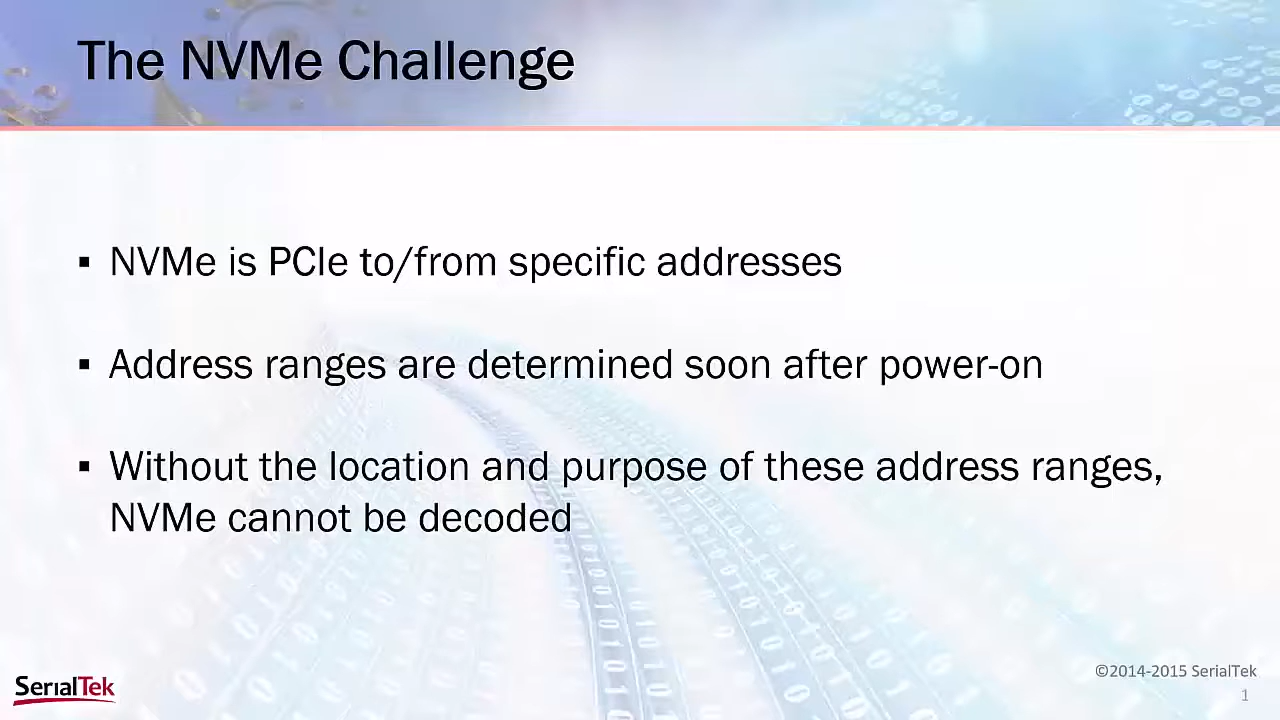 The NVMe Challenge
▪ NVMe is PCIe to/from specific addresses
▪ Address ranges are determined soon after power-on
▪ Without the location and purpose of these address ranges,
NVMe cannot be decoded
SerialTek
©2014-2015 SerialTek
1